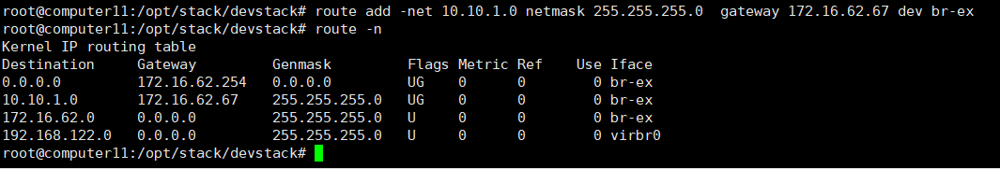 root@computer11:/opt/stack/devstack# route add -net 10.10.1.0 netmask 255.255.255.0  gateway 172.16.62.67 dev br-ex
root@computer11:/opt/stack/devstack# route -n
Kernel IP routing table
Destination     Gateway         Genmask         Flags Metric Ref    Use Iface
0.0.0.0         172.16.62.254   0.0.0.0         UG    0      0        0 br-ex
10.10.1.0       172.16.62.67    255.255.255.0   UG    0      0        0 br-ex
172.16.62.0     0.0.0.0         255.255.255.0   U     0      0        0 br-ex
192.168.122.0   0.0.0.0         255.255.255.0   U     0      0        0 virbr0
root@computer11:/opt/stack/devstack#